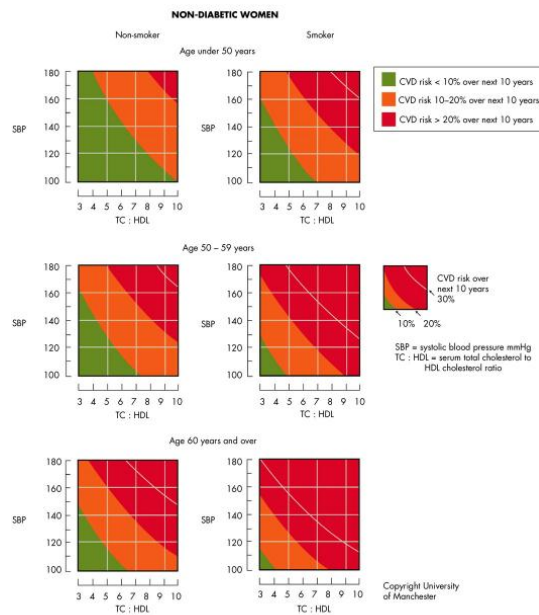 NON-DIABETIC WOMEN
Non-smoker
Smoker
Age under 50 years
180
160
SBP 140
120
100
3 4 5 6 7 8 9 10
TC : HDL
180
160
SBP 140
120
100
3 4 5 6 7 8 9 10
TC : HDL
CVD risk < 10% over next 10 years
CVD risk 10–20% over next 10 years
CVD risk > 20% over next 10 years
Age 50 – 59 years
180
160
SBP 140
120
100
3 4 5 6 7 8 9 10
TC : HDL
180
160
SBP 140
120
100
3 4 5 6 7 8 9 10
TC : HDL
CVD risk over
next 10 years
30%
10% 20%
SBP = systolic blood pressure mmHg
TC : HDL = serum total cholesterol to
HDL cholesterol ratio
Age 60 years and over
180
160
140
SBP
120
100
3 4 5 6 7 8 9 10
TC : HDL
180
160
140
SBP
120
100
3 4 5 6 7 8 9 10
TC : HDL
Copyright University
of Manchester